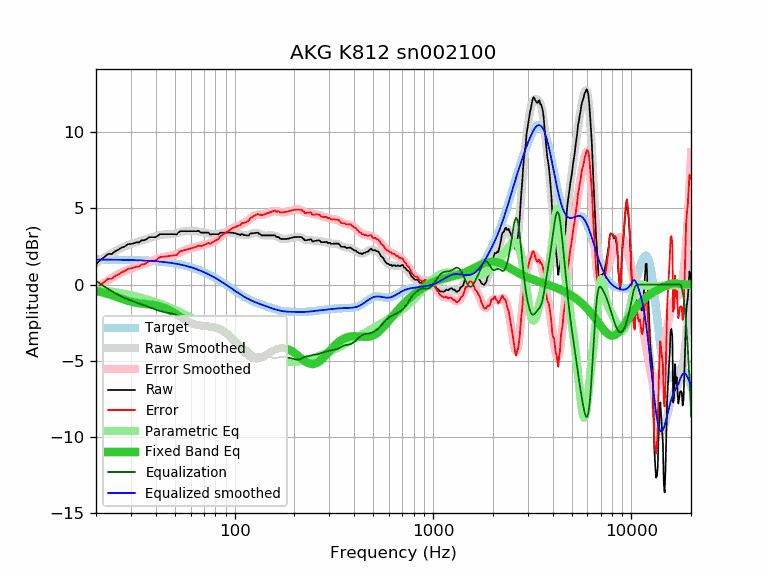 AKG K812 sn002100
Amplitude (dBr)
10
5
0
−5
−10
−15
Target
Raw Smoothed
Error Smoothed
Raw
Error
Parametric Eq
Fixed Band Eq
Equalization
Equalized smoothed
100
1000
10000
Frequency (Hz)